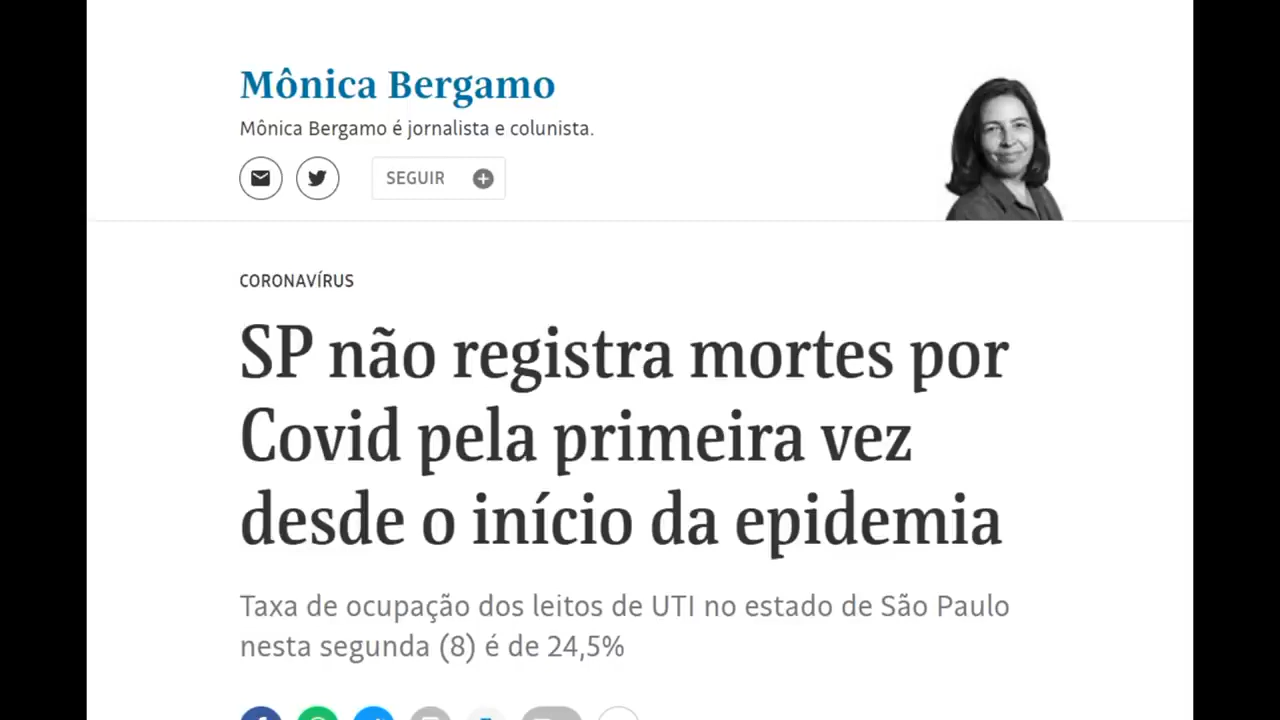 Mônica Bergamo
Mônica Bergamo é jornalista e colunista.
SEGUIR
CORONAVÍRUS
SP não registra mortes por
Covid pela primeira vez
desde o início da epidemia
Taxa de ocupação dos leitos de UTI no estado de São Paulo
nesta segunda (8) é de 24,5%